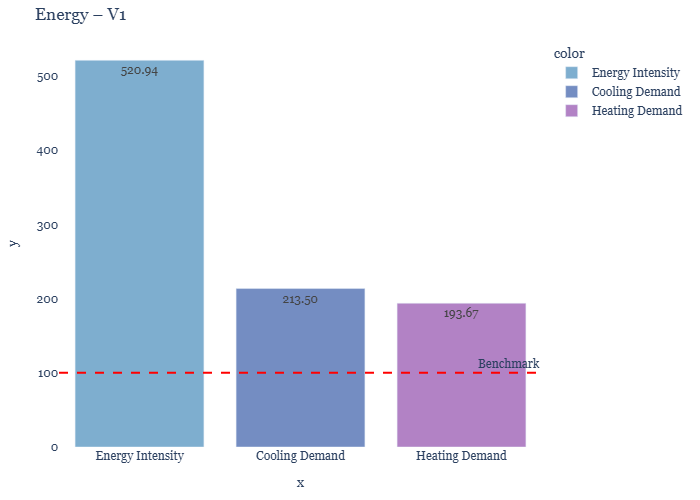 Energy – V1
color
Energy Intensity
Cooling Demand
Heating Demand
y
500
400
300
200
100
0
520.94
213.50
193.67
Benchmark
Energy Intensity
Cooling Demand
Heating Demand
x